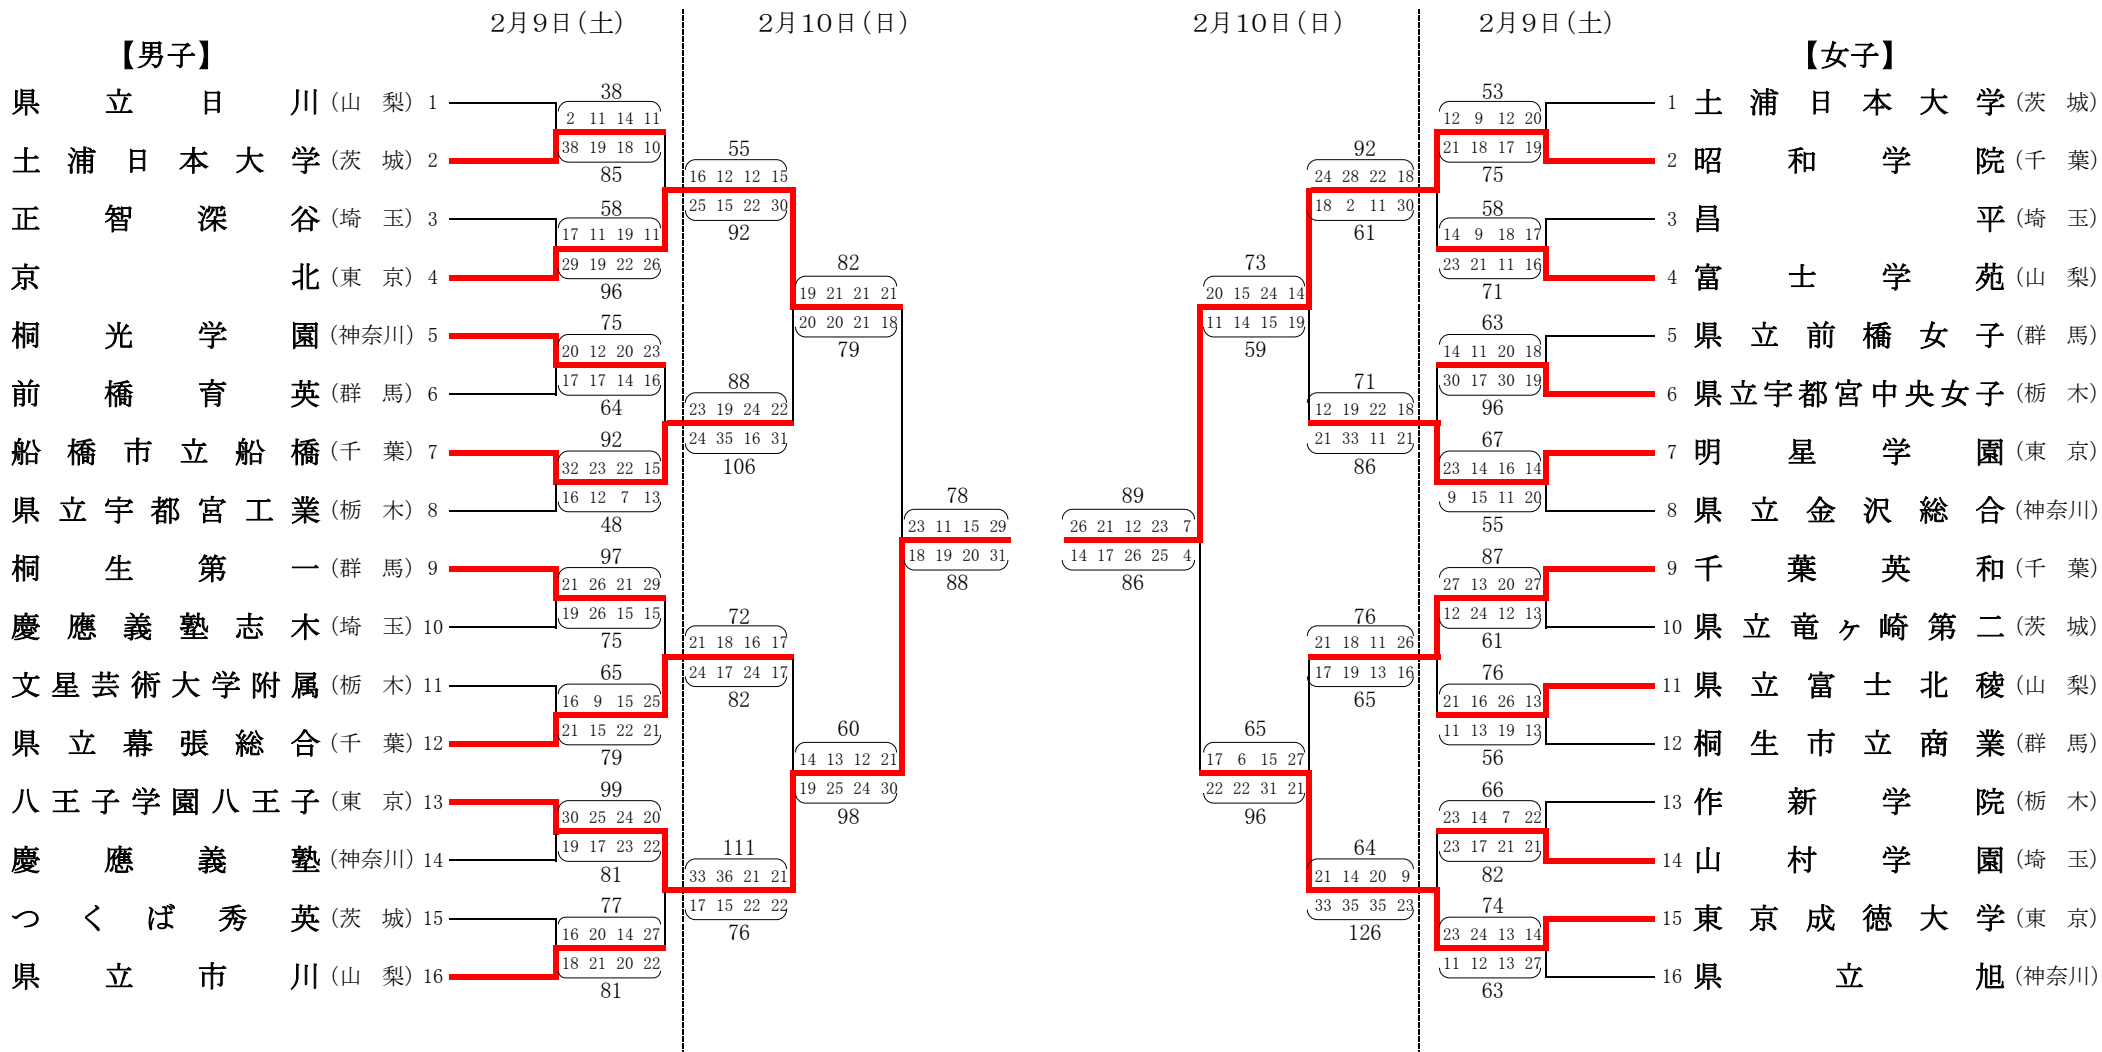 2月9日(土) 2月10日(日) 2月10日(日) 2月9日(土)
【男子】 【女子】
県立日川 (山梨) 1
土浦日本大学 (茨城) 2
正智深谷 (埼玉) 3
京北 (東京) 4
桐光学園 (神奈川) 5
前橋育英 (群馬) 6
船橋市立船橋 (千葉) 7
県立宇都宮工業 (栃木) 8
桐生第一 (群馬) 9
慶應義塾志木 (埼玉) 10
文星芸術大学附属 (栃木) 11
県立幕張総合 (千葉) 12
八王子学園八王子 (東京) 13
慶應義塾 (神奈川) 14
つくば秀英 (茨城) 15
県立市川 (山梨) 16
38
2 11 14 11
38 19 18 10
85
58
17 11 19 11
29 19 22 26
96
75
20 12 20 23
17 17 14 16
64
92
32 23 22 15
16 12 7 13
48
97
21 26 21 29
19 26 15 15
75
65
16 9 15 25
21 15 22 21
79
99
30 25 24 20
19 17 23 22
81
77
16 20 14 27
18 21 20 22
81
55
16 12 12 15
25 15 22 30
92
88
23 19 24 22
24 35 16 31
106
72
21 18 16 17
24 17 24 17
82
111
33 36 21 21
17 15 22 22
76
82
19 21 21 21
20 20 21 18
79
60
14 13 12 21
19 25 24 30
98
78
23 11 15 29
18 19 20 31
88
89
26 21 12 23 7
14 17 26 25 4
86
73
20 15 24 14
11 14 15 19
59
65
17 6 15 27
22 22 31 21
96
92
24 28 22 18
18 2 11 30
61
71
12 19 22 18
21 33 11 21
86
76
21 18 11 26
17 19 13 16
65
64
21 14 20 9
33 35 35 23
126
53
12 9 12 20
21 18 17 19
75
58
14 9 18 17
23 21 11 16
71
63
14 11 20 18
30 17 30 19
96
67
23 14 16 14
9 15 11 20
55
87
27 13 20 27
12 24 12 13
61
76
21 16 26 13
11 13 19 13
56
66
23 14 7 22
23 17 21 21
82
74
23 24 13 14
11 12 13 27
63
1 土浦日本大学 (茨城)
2 昭和学院 (千葉)
3 昌平 (埼玉)
4 富士学苑 (山梨)
5 県立前橋女子 (群馬)
6 県立宇都宮中央女子 (栃木)
7 明星学園 (東京)
8 県立金沢総合 (神奈川)
9 千葉英和 (千葉)
10 県立竜ヶ崎第二 (茨城)
11 県立富士北稜 (山梨)
12 桐生市立商業 (群馬)
13 作新学院 (栃木)
14 山村学園 (埼玉)
15 東京成徳大学 (東京)
16 県立旭 (神奈川)